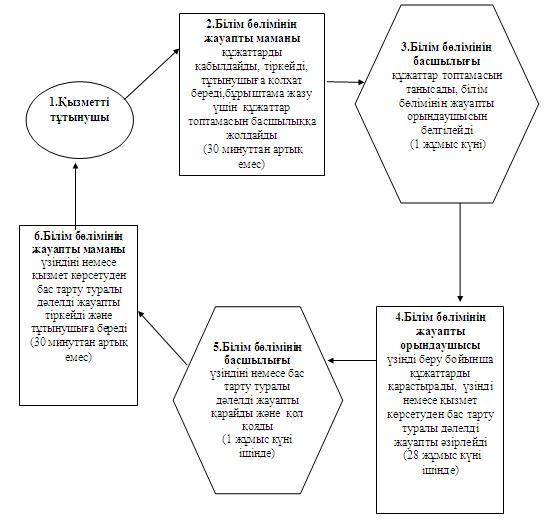 1.Қызметті
тұтынушы
2.Білім бөлімінің
жауапты маманы
құжаттарды
қабылдайды, тіркейді,
тұтынушыға қолхат
береді,бұрыштама жазу
үшін құжаттар
топтамасын басшылыққа
жолдайды
(30 минуттан артық
емес)
3.Білім бөлімінің
басшылығы
құжаттар топтамасын
танысады, білім
бөлімінің жауапты
орындаушысын
белгілейді
(1 жұмыс күні)
4.Білім бөлімінің
жауапты
орындаушысы
үзінді беру бойынша
құжаттарды
қарастырады, үзінді
немесе қызмет
көрсетуден бас тарту
туралы дәлелді
жауапты әзірлейді
(28 жұмыс күні
ішінде)
5.Білім бөлімінің
басшылығы
үзіндіні немесе бас
тарту туралы
дәлелді жауапты
қарайды және қол
қояды
(1 жұмыс күні
ішінде)
6.Білім бөлімінің
жауапты маманы
үзіндіні немесе
қызмет көрсетуден
бас тарту туралы
дәлелді жауапты
тіркейді және
тұтынушыға береді
(30 минуттан артық
емес)